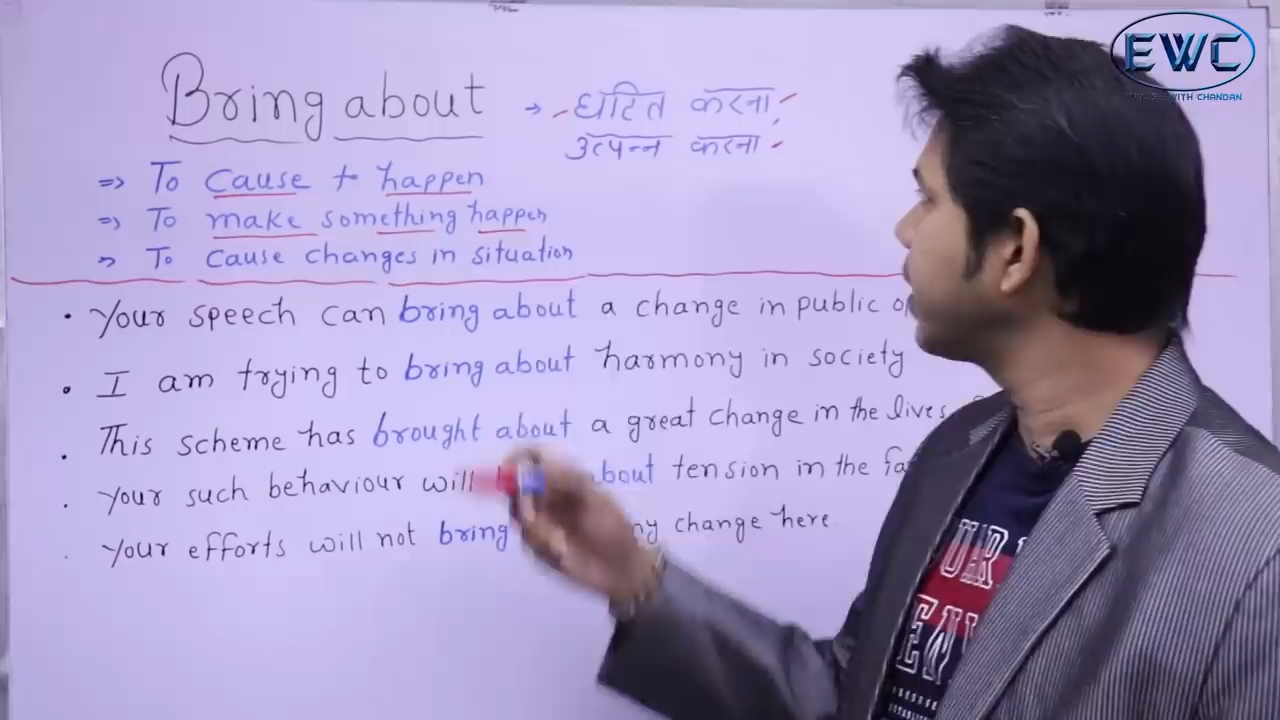 EWC
WITH CHANDAN
Bring about → घटित करना,
उत्पन्न करना
⇒ To cause to happen
⇒ To make something happen
⇒ To cause changes in situation
• Your speech can bring about a change in public
• I am trying to bring about harmony in society
• This scheme has brought about a great change in the lives
• Your such behaviour will about tension in the
• Your efforts will not bring change here.
UAR